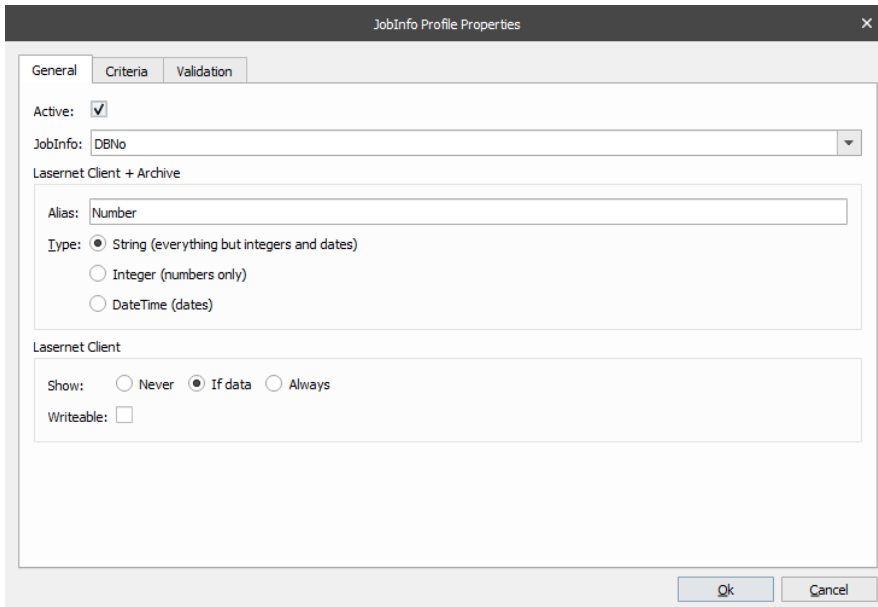 JobInfo Profile Properties
General Criteria Validation
Active:
JobInfo: DBNo
Lasernet Client + Archive
Alias: Number
Type: String (everything but integers and dates)
Integer (numbers only)
DateTime (dates)
Lasernet Client
Show: Never If data Always
Writeable:
Ok Cancel